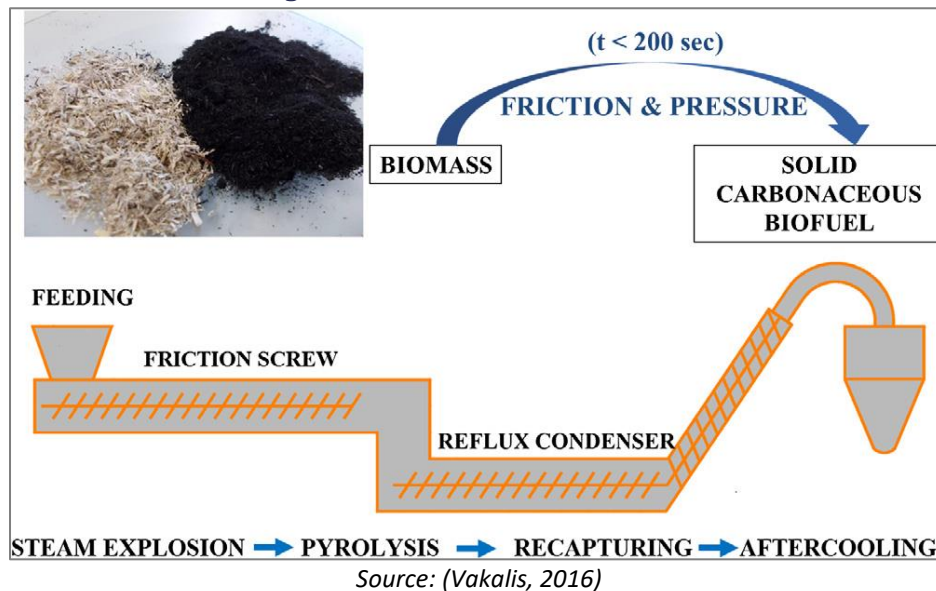 (t < 200 sec)
FRICTION & PRESSURE
BIOMASS
SOLID
CARBONACEOUS
BIOFUEL
FEEDING
FRICTION SCREW
REFLUX CONDENSER
STEAM EXPLOSION PYROLYSIS RECAPTURING AFTERCOOLING
Source: (Vakalis, 2016)